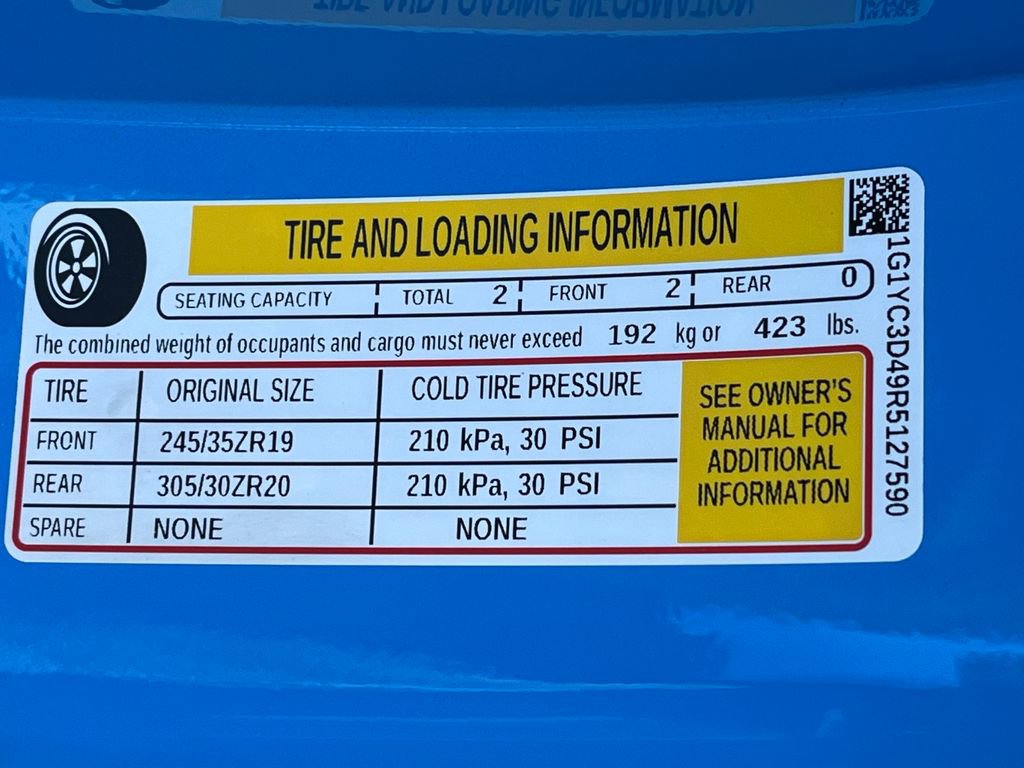 TIRE AND LOADING INFORMATION
SEATING CAPACITY TOTAL 2 FRONT 2 REAR 0
The combined weight of occupants and cargo must never exceed 192 kg or 423 lbs.
TIRE ORIGINAL SIZE COLD TIRE PRESSURE
FRONT 245/35ZR19 210 kPa, 30 PSI
REAR 305/30ZR20 210 kPa, 30 PSI
SPARE NONE NONE
SEE OWNER'S
MANUAL FOR
ADDITIONAL
INFORMATION
1G1YC3D49R5127590